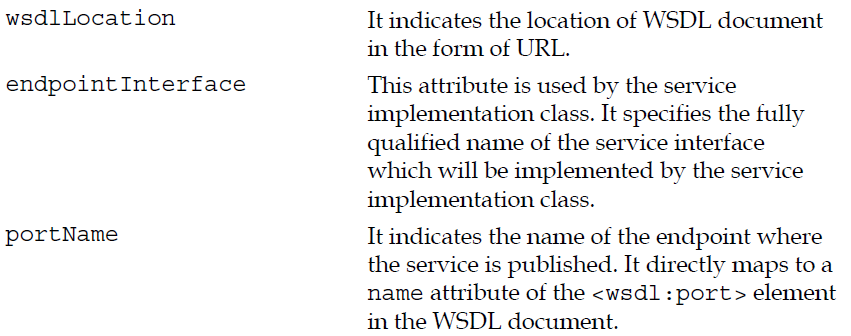 wsdlLocation It indicates the location of WSDL document
in the form of URL.
endpointInterface This attribute is used by the service
implementation class. It specifies the fully
qualified name of the service interface
which will be implemented by the service
implementation class.
portName It indicates the name of the endpoint where
the service is published. It directly maps to a
name attribute of the <wsdl:port> element
in the WSDL document.